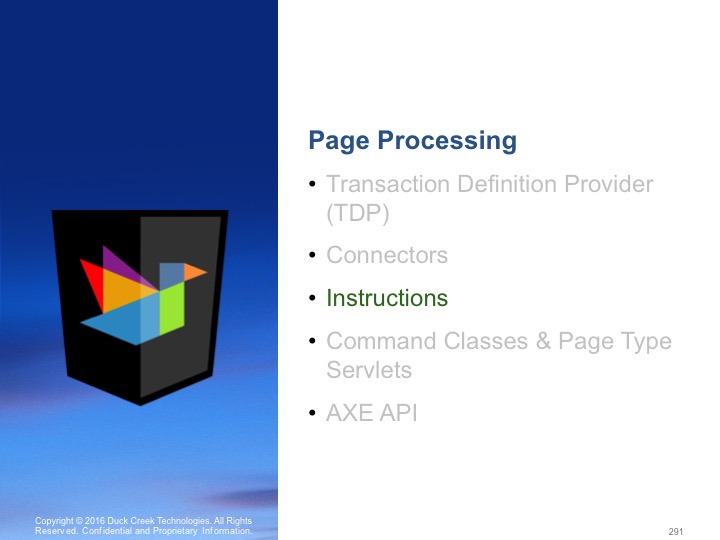 Page Processing
• Transaction Definition Provider
(TDP)
• Connectors
• Instructions
• Command Classes & Page Type
Servlets
• AXE API
Copyright © 2016 Duck Creek Technologies. All Rights
Reserved. Confidential and Proprietary Information.
291